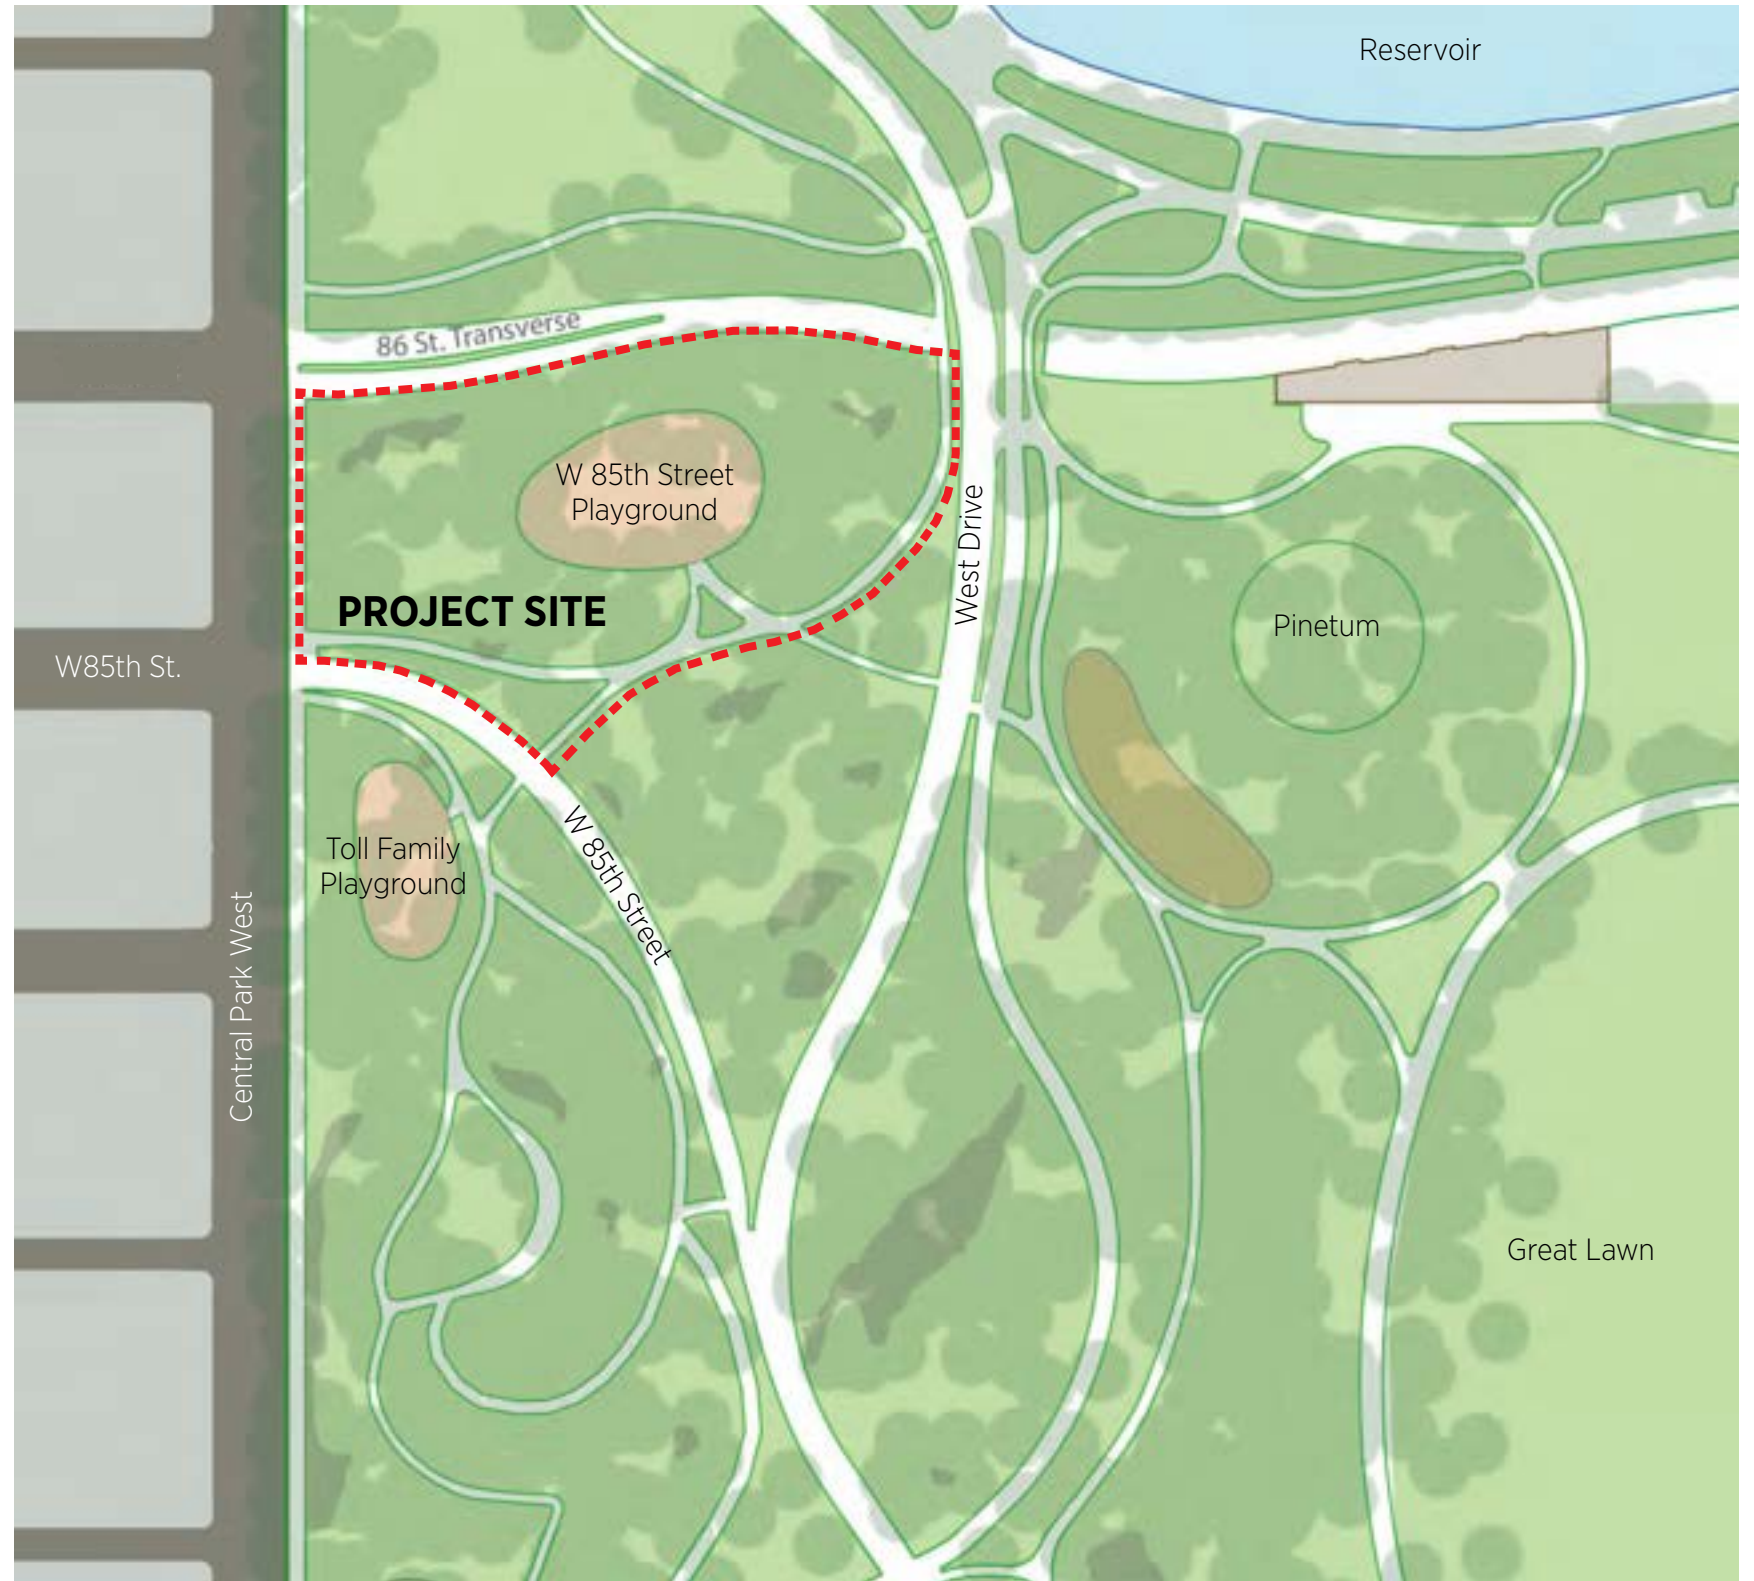 Reservoir
86 St. Transverse
W 85th Street
Playground
West Drive
PROJECT SITE
Pinetum
W85th St.
W 85th Street
Toll Family
Playground
Central Park West
Great Lawn